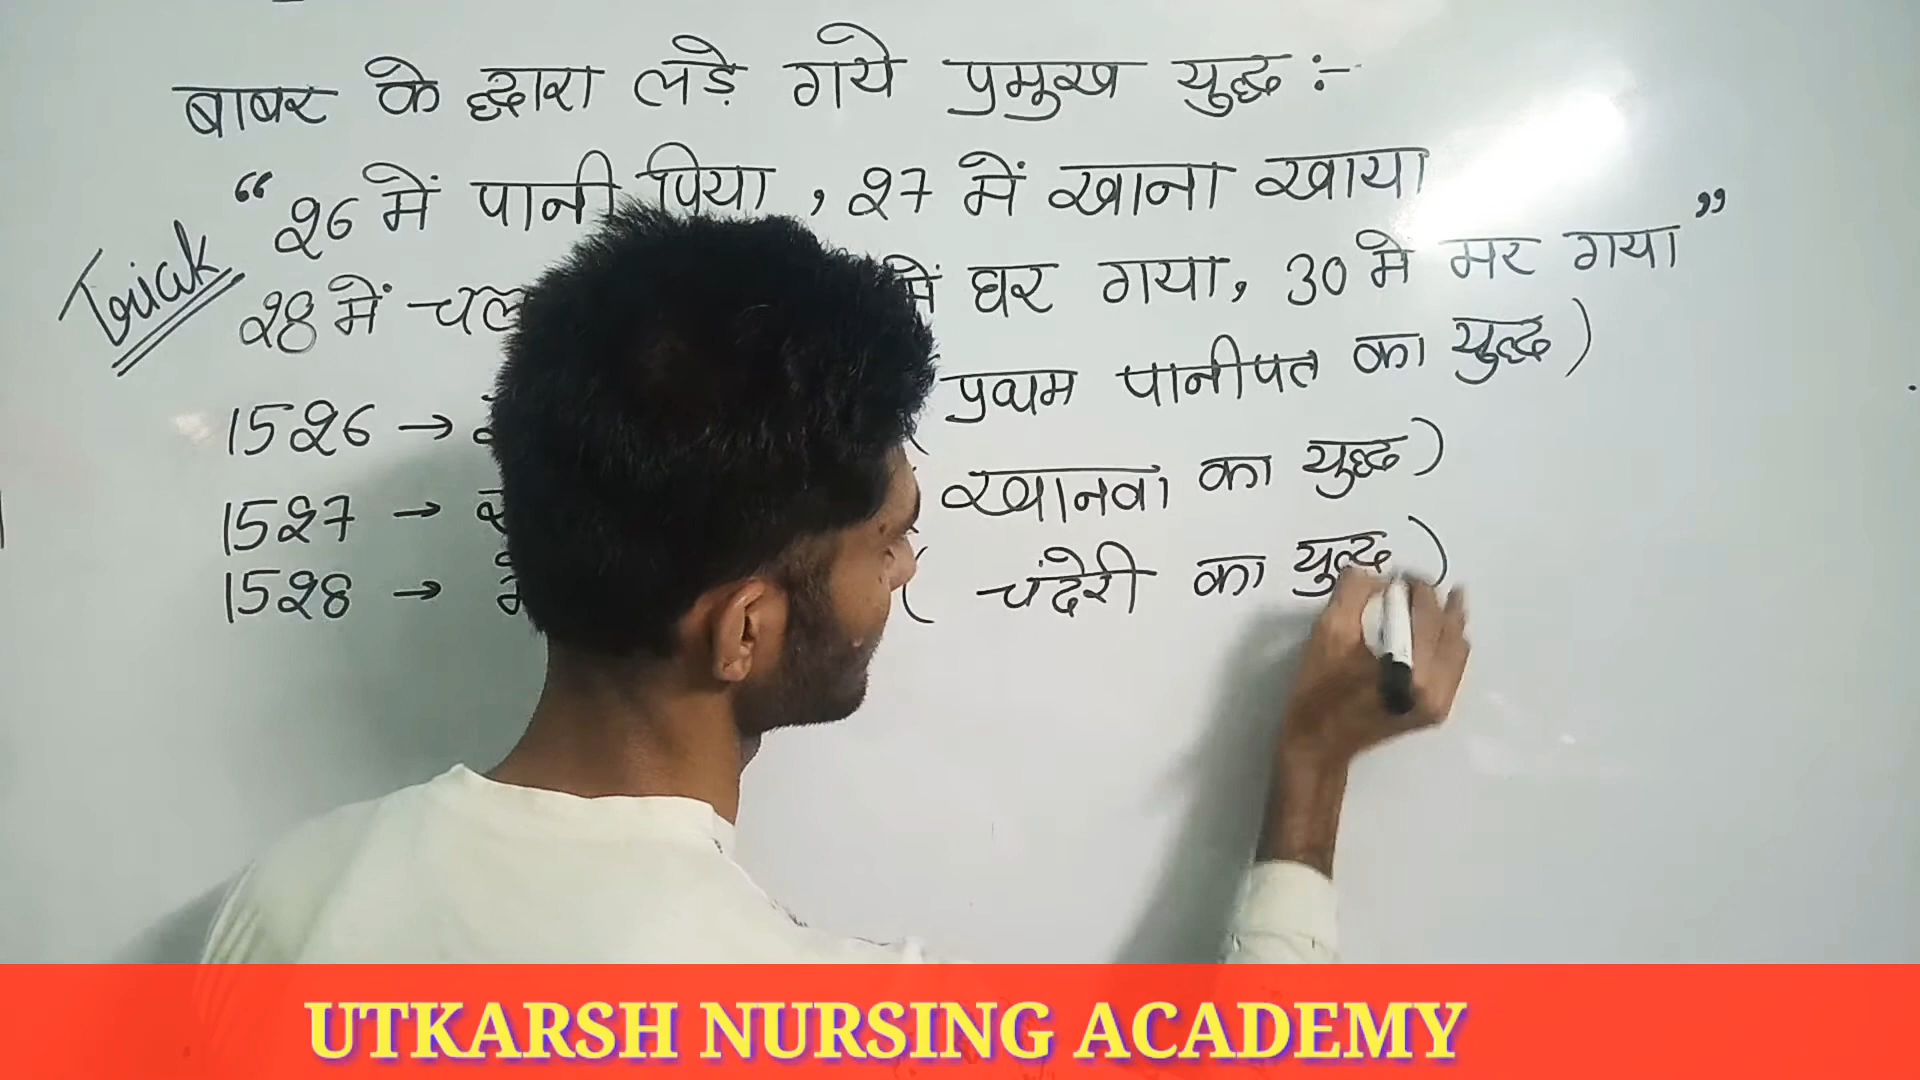 बाबर के द्वारा लड़े गये प्रमुख युद्ध :-
“ 26 में पानी पिया , 27 में खाना खाया
Trick
28 में में घर गया, 30 मे मर गया ”
1526 → प्रथम पानीपत का युद्ध )
1527 → खानवा का युद्ध )
1528 → ( चंदेरी का युद्ध )
UTKARSH NURSING ACADEMY